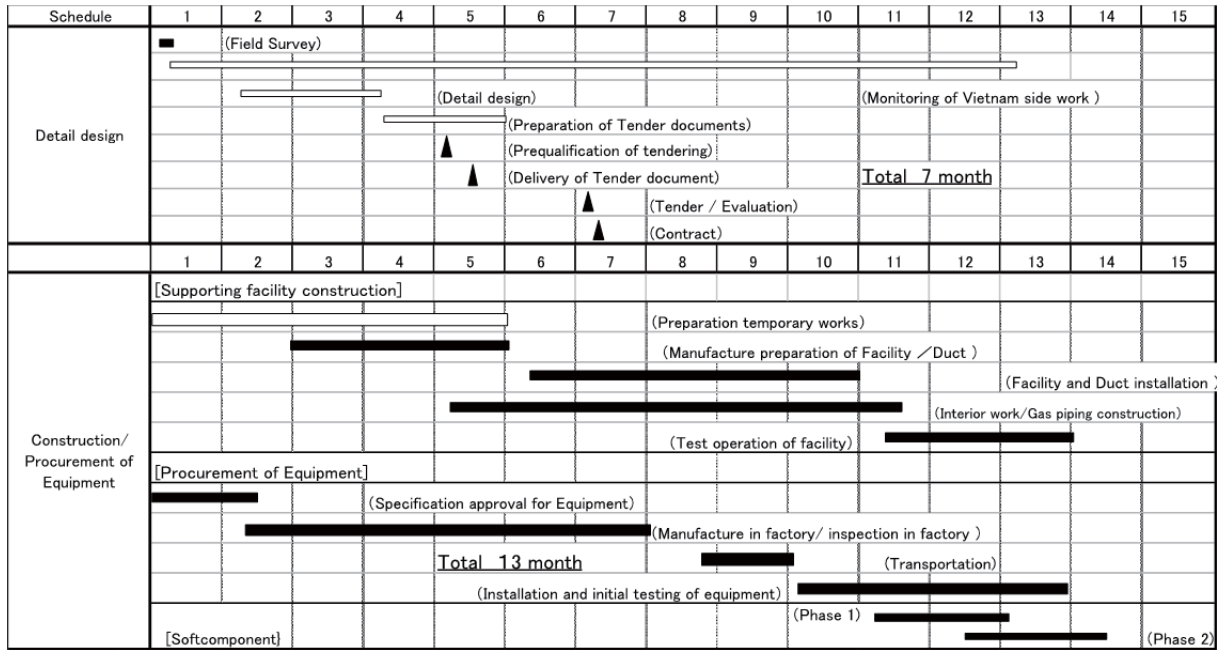 Schedule 1 2 3 4 5 6 7 8 9 10 11 12 13 14 15
Detail design
(Field Survey)
(Detail design) (Monitoring of Vietnam side work )
(Preparation of Tender documents)
(Prequalification of tendering)
(Delivery of Tender document) Total 7 month
(Tender / Evaluation)
(Contract)
1 2 3 4 5 6 7 8 9 10 11 12 13 14 15
Construction/
Procurement of
Equipment
[Supporting facility construction]
(Preparation temporary works)
(Manufacture preparation of Facility /Duct )
(Facility and Duct installation )
(Interior work/Gas piping construction)
(Test operation of facility)
[Procurement of Equipment]
(Specification approval for Equipment)
(Manufacture in factory/ inspection in factory )
Total 13 month (Transportation)
(Installation and initial testing of equipment)
(Phase 1)
[Softcomponent} (Phase 2)